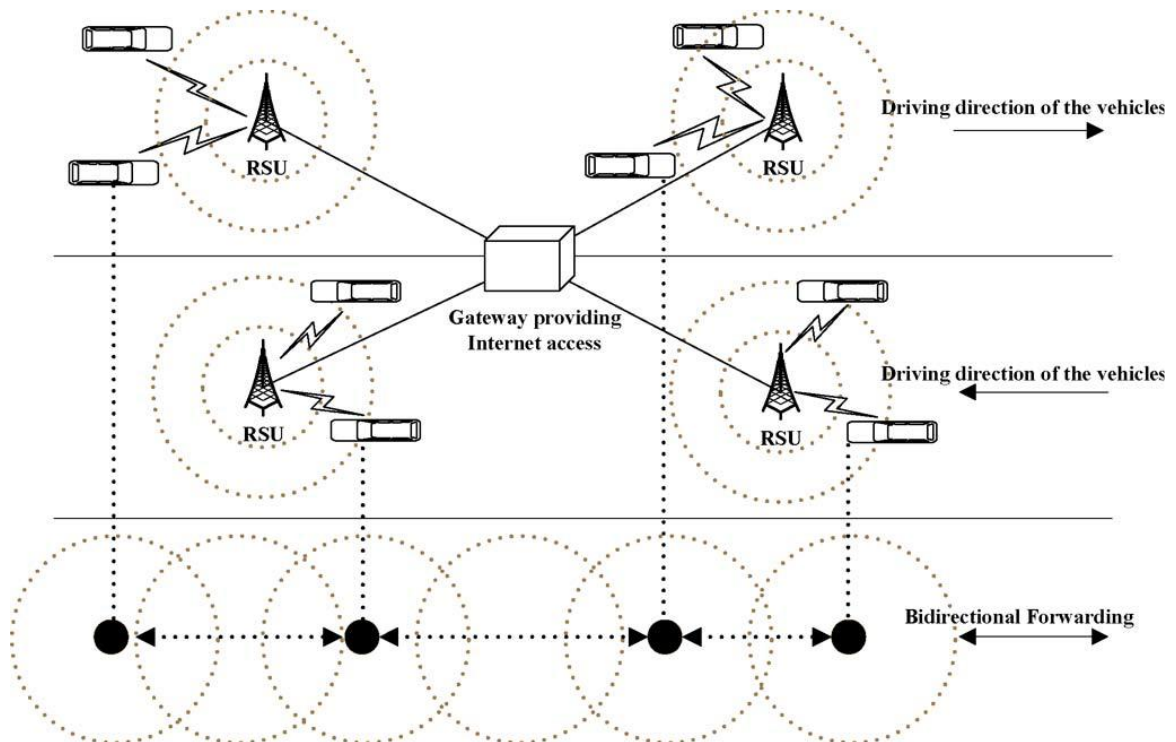 Driving direction of the vehicles
RSU
RSU
Gateway providing
Internet access
Driving direction of the vehicles
RSU
RSU
Bidirectional Forwarding